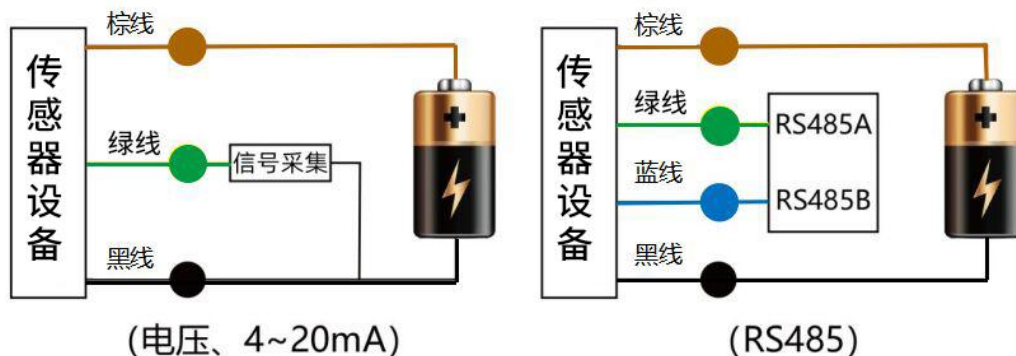 棕线
传感器设备
绿线
信号采集
黑线
(电压、4~20mA)
棕线
传感器设备
绿线
RS485A
蓝线
RS485B
黑线
(RS485)